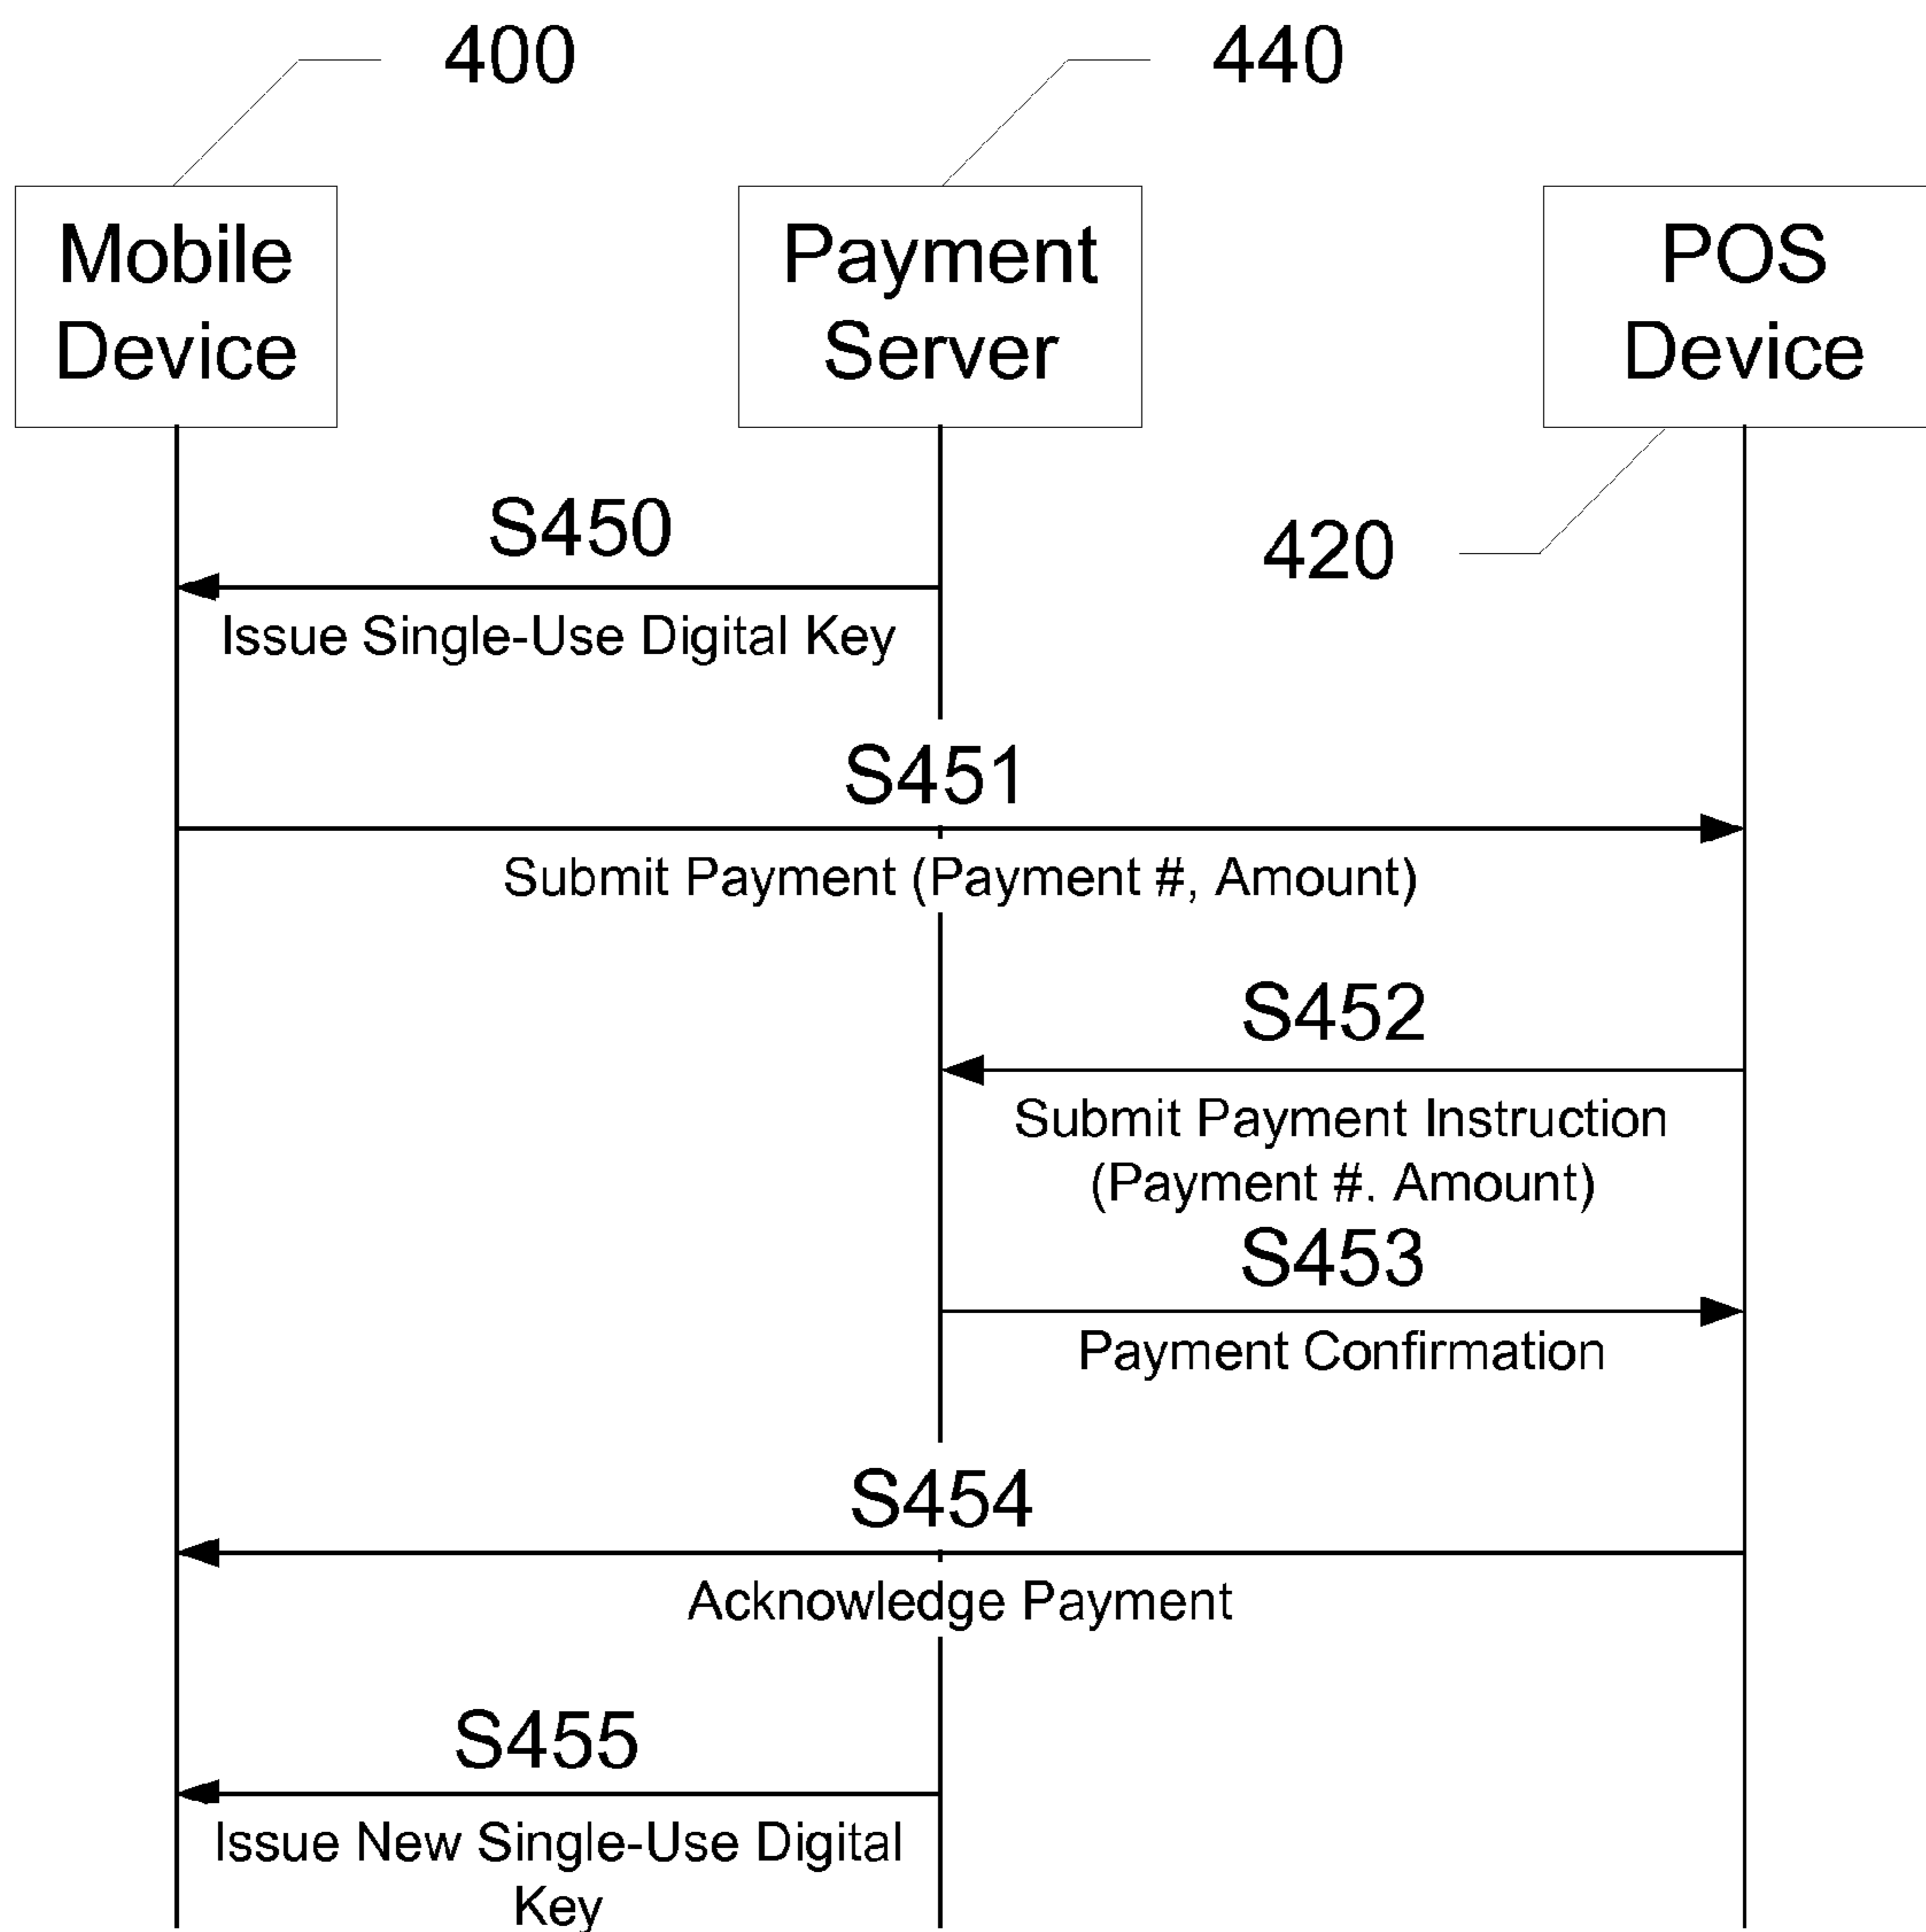 400
440
Mobile
Device
Payment
Server
POS
Device
S450
420
Issue Single-Use Digital Key
S451
Submit Payment (Payment #, Amount)
S452
Submit Payment Instruction
(Payment #. Amount)
S453
Payment Confirmation
S454
Acknowledge Payment
S455
Issue New Single-Use Digital
Key